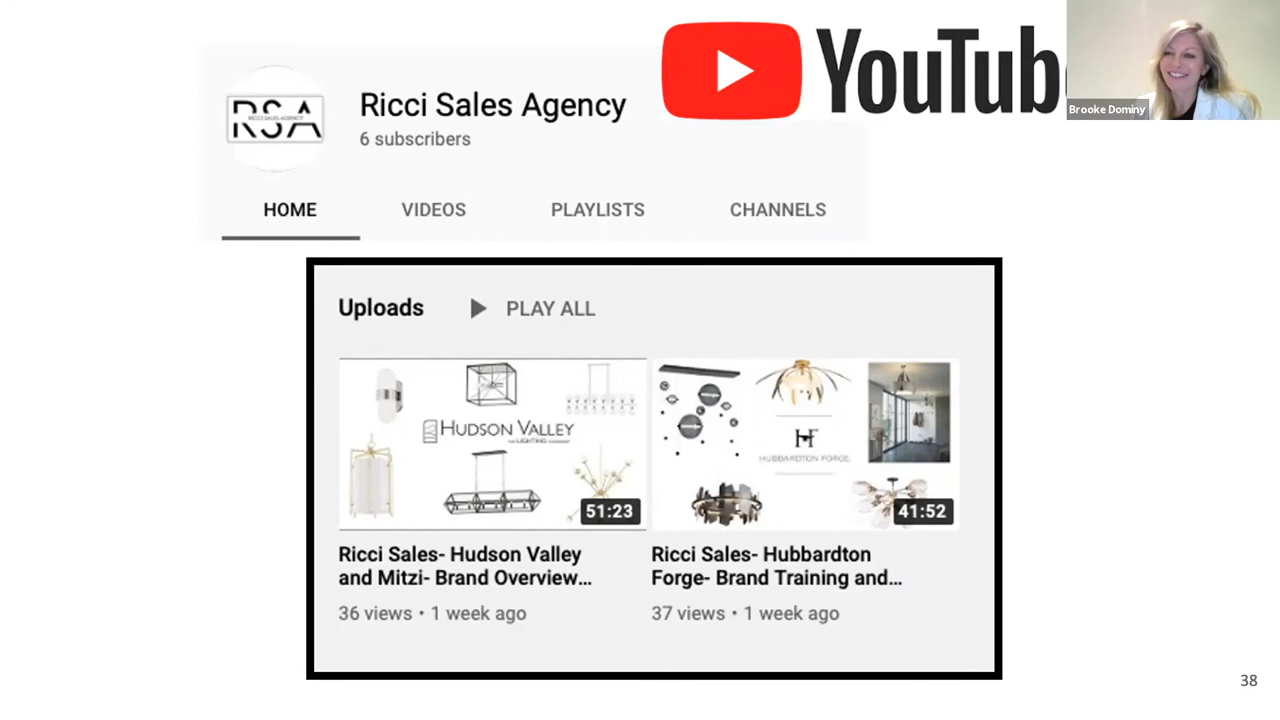 YouTub
Brooke Dominy
RSA
RICCI SALES AGENCY
Ricci Sales Agency
6 subscribers
HOME VIDEOS PLAYLISTS CHANNELS
Uploads PLAY ALL
HUDSON VALLEY
51:23
HF
HUBBARDTON FORGE
41:52
Ricci Sales- Hudson Valley
and Mitzi- Brand Overview...
36 views • 1 week ago
Ricci Sales- Hubbardton
Forge- Brand Training and...
37 views • 1 week ago
38